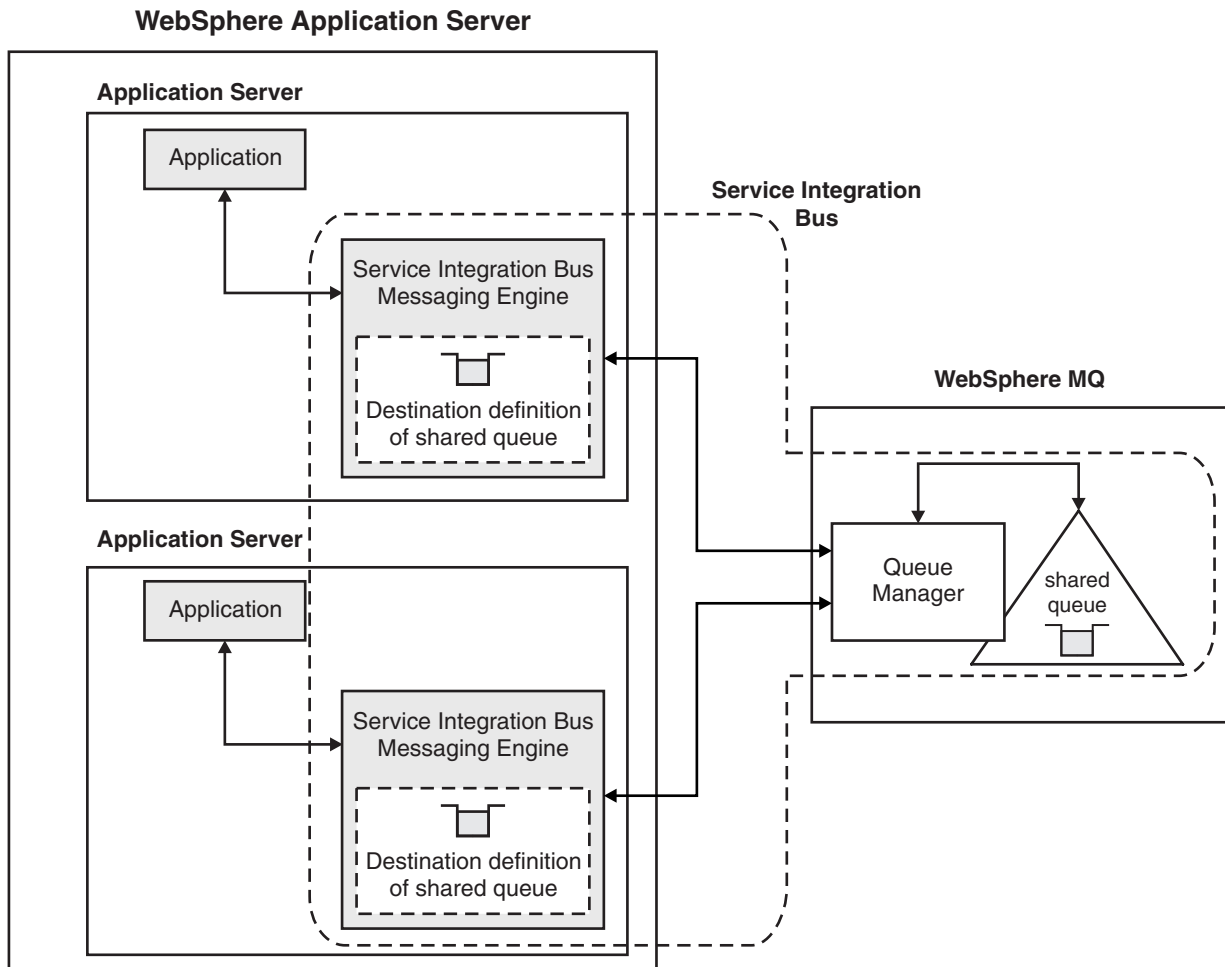 WebSphere Application Server
Application Server
Application
Service Integration
Bus
Service Integration Bus
Messaging Engine
Destination definition
of shared queue
WebSphere MQ
Queue
Manager
shared
queue
Application Server
Application
Service Integration Bus
Messaging Engine
Destination definition
of shared queue